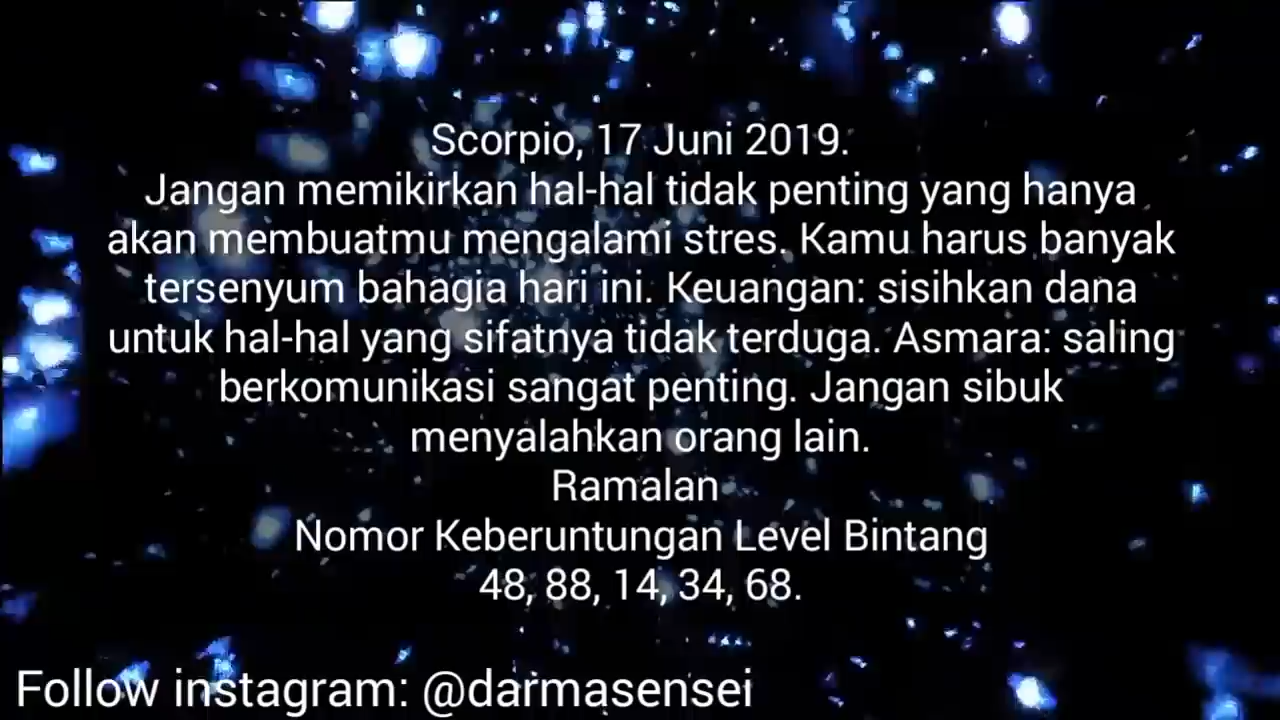 Scorpio, 17 Juni 2019.
Jangan memikirkan hal-hal tidak penting yang hanya
akan membuatmu mengalami stres. Kamu harus banyak
tersenyum bahagia hari ini. Keuangan: sisihkan dana
untuk hal-hal yang sifatnya tidak terduga. Asmara: saling
berkomunikasi sangat penting. Jangan sibuk
menyalahkan orang lain.
Ramalan
Nomor Keberuntungan Level Bintang
48, 88, 14, 34, 68.
Follow instagram: @darmasensei